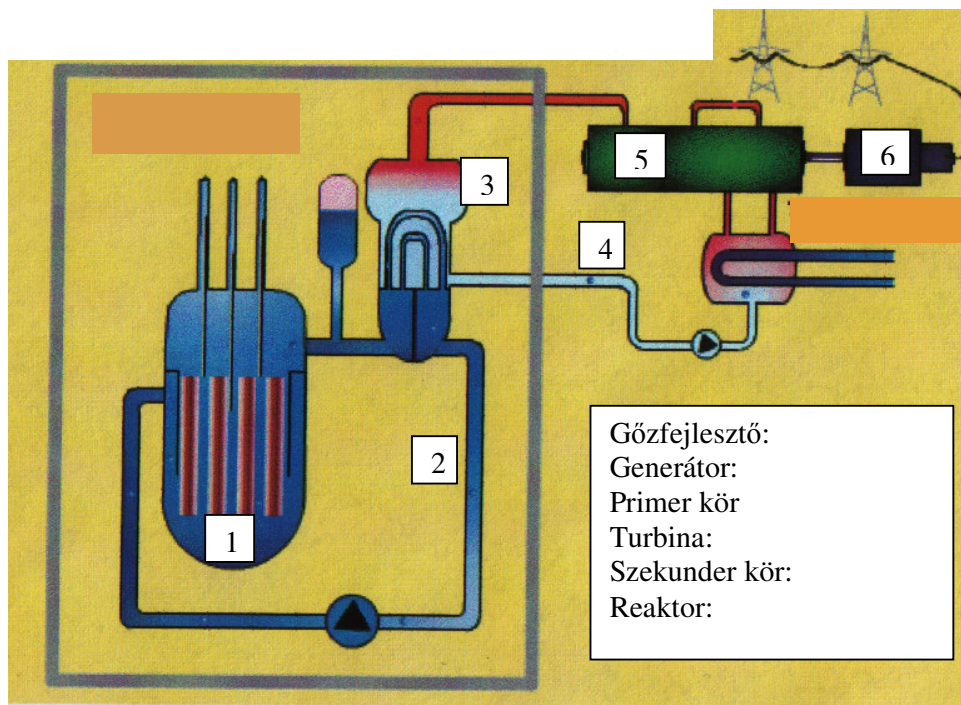 3
5
6
4
2
1
Gőzfejlesztő:
Generátor:
Primer kör
Turbina:
Szekunder kör:
Reaktor: